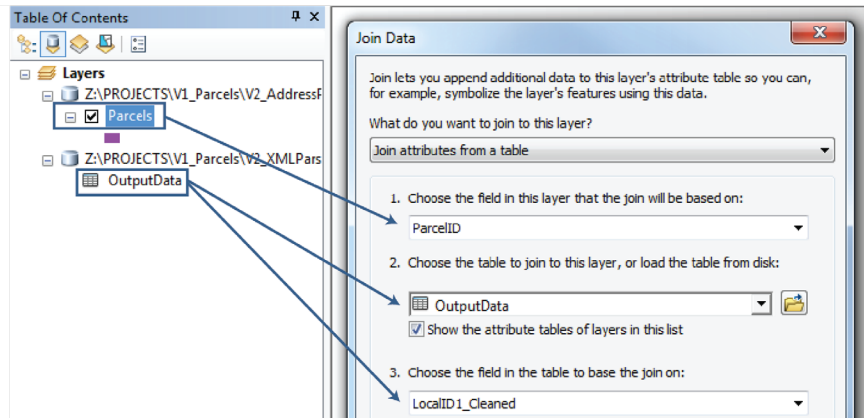 Table Of Contents
Layers
Z:\PROJECTS\V1_Parcels\V2_AddressF
Parcels
Z:\PROJECTS\V1_Parcels\V2_XMLPars
OutputData
Join Data
Join lets you append additional data to this layer's attribute table so you can,
for example, symbolize the layer's features using this data.
What do you want to join to this layer?
Join attributes from a table
1. Choose the field in this layer that the join will be based on:
ParcelID
2. Choose the table to join to this layer, or load the table from disk:
OutputData
Show the attribute tables of layers in this list
3. Choose the field in the table to base the join on:
LocalID1_Cleaned